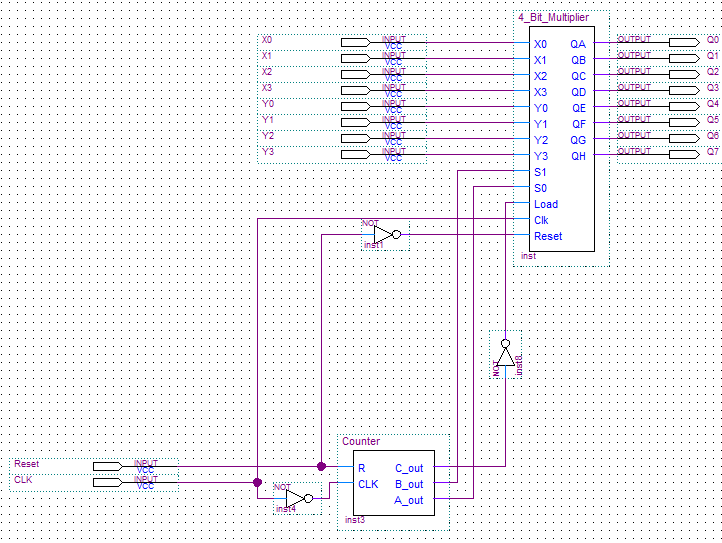 4_Bit_Multiplier
X0 INPUT VCC X0 QA OUTPUT Q0
X1 INPUT VCC X1 QB OUTPUT Q1
X2 INPUT VCC X2 QC OUTPUT Q2
X3 INPUT VCC X3 QD OUTPUT Q3
Y0 INPUT VCC Y0 QE OUTPUT Q4
Y1 INPUT VCC Y1 QF OUTPUT Q5
Y2 INPUT VCC Y2 QG OUTPUT Q6
Y3 INPUT VCC Y3 QH OUTPUT Q7
S1
S0
Load
Clk
NOT
Reset
inst1
inst
NOT
inst8
Counter
Reset INPUT VCC R C_out
CLK INPUT VCC CLK B_out
NOT
A_out
inst4
inst3